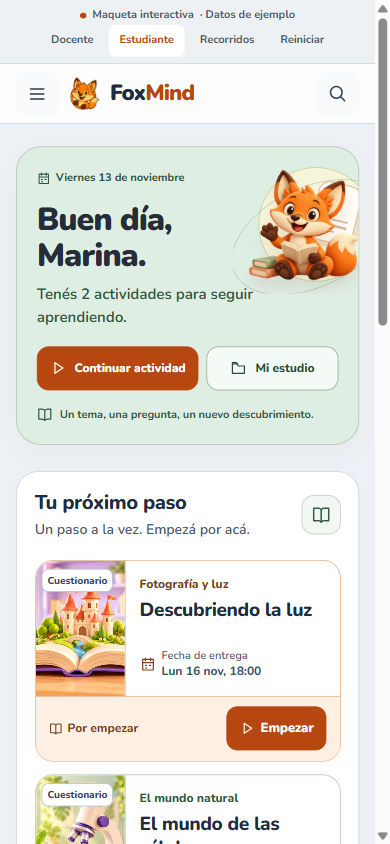 Maqueta interactiva · Datos de ejemplo
Docente Estudiante Recorridos Reiniciar
FoxMind
Viernes 13 de noviembre
Buen día,
Marina.
Tenés 2 actividades para seguir
aprendiendo.
Continuar actividad Mi estudio
Un tema, una pregunta, un nuevo descubrimiento.
Tu próximo paso
Un paso a la vez. Empezá por acá.
Cuestionario
Fotografía y luz
Descubriendo la luz
Fecha de entrega
Lun 16 nov, 18:00
Por empezar Empezar
Cuestionario
El mundo natural
El mundo de las